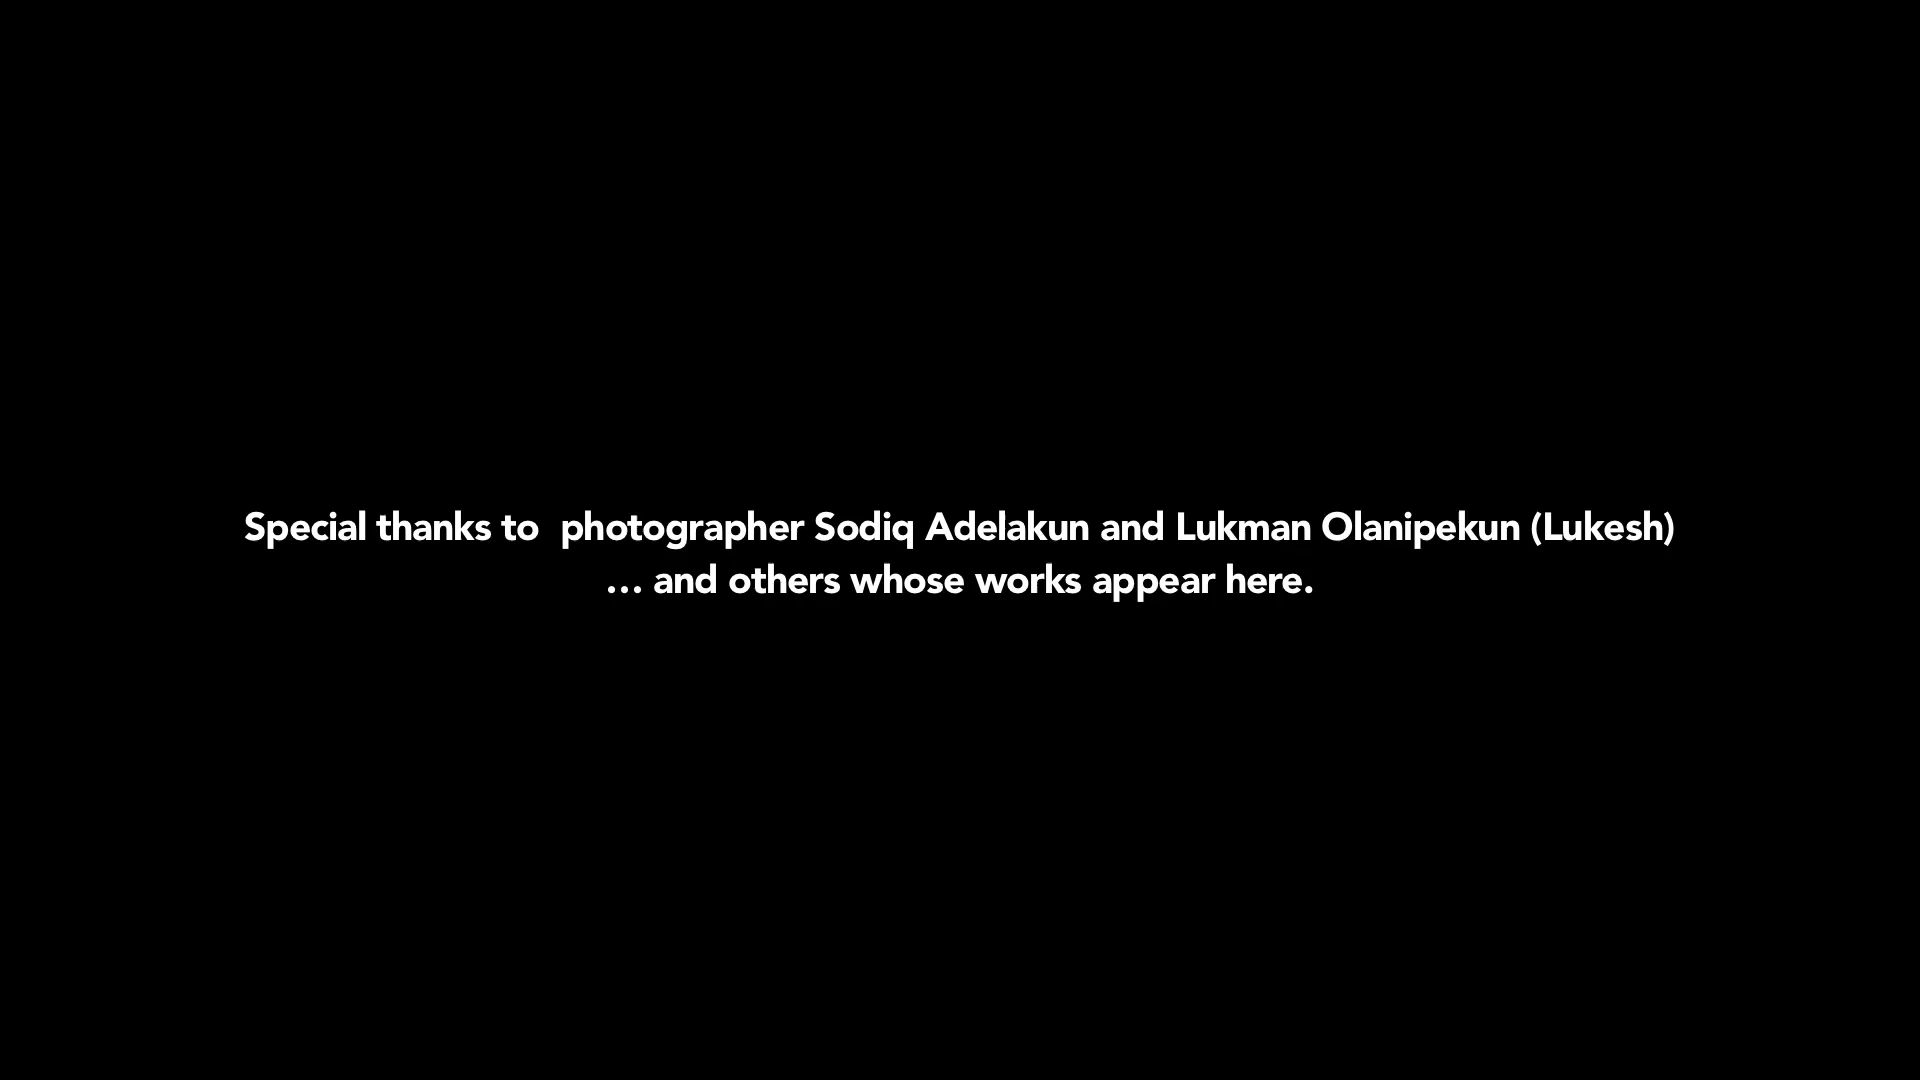 Special thanks to  photographer Sodiq Adelakun and Lukman Olanipekun (Lukesh)
... and others whose works appear here.